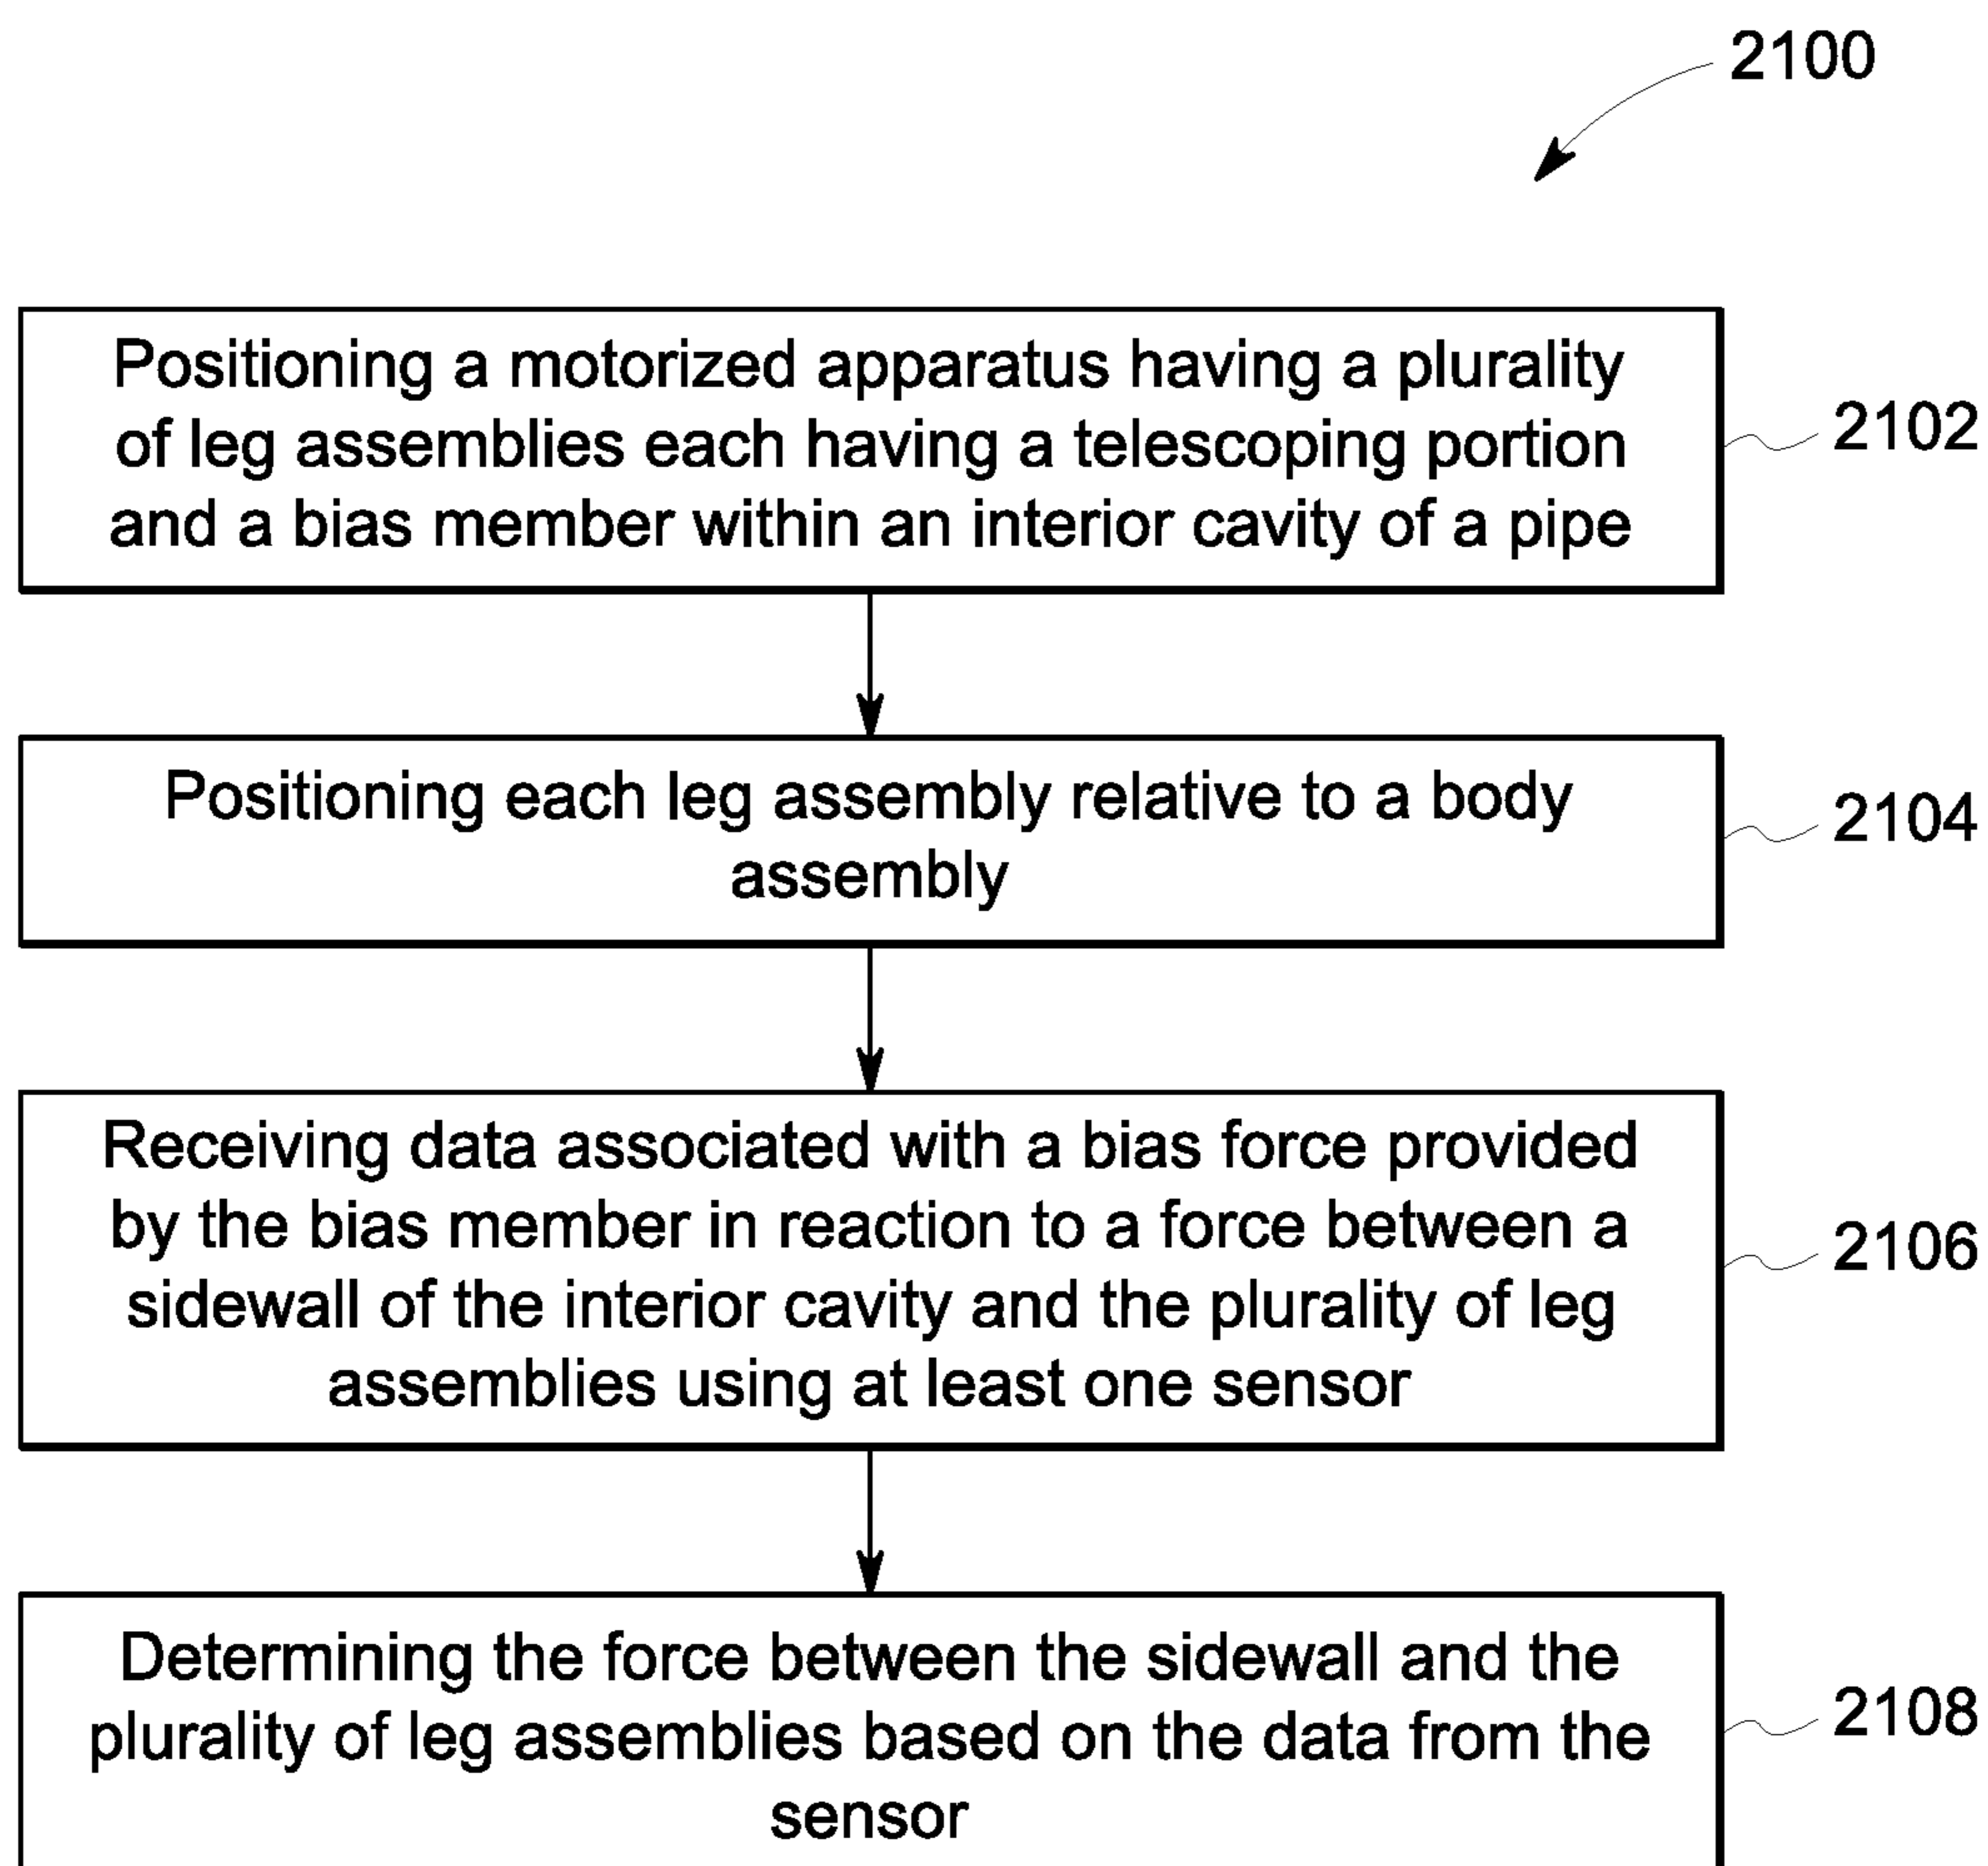 2100
Positioning a motorized apparatus having a plurality
of leg assemblies each having a telescoping portion
and a bias member within an interior cavity of a pipe
2102
Positioning each leg assembly relative to a body
assembly
2104
Receiving data associated with a bias force provided
by the bias member in reaction to a force between a
sidewall of the interior cavity and the plurality of leg
assemblies using at least one sensor
2106
Determining the force between the sidewall and the
plurality of leg assemblies based on the data from the
sensor
2108